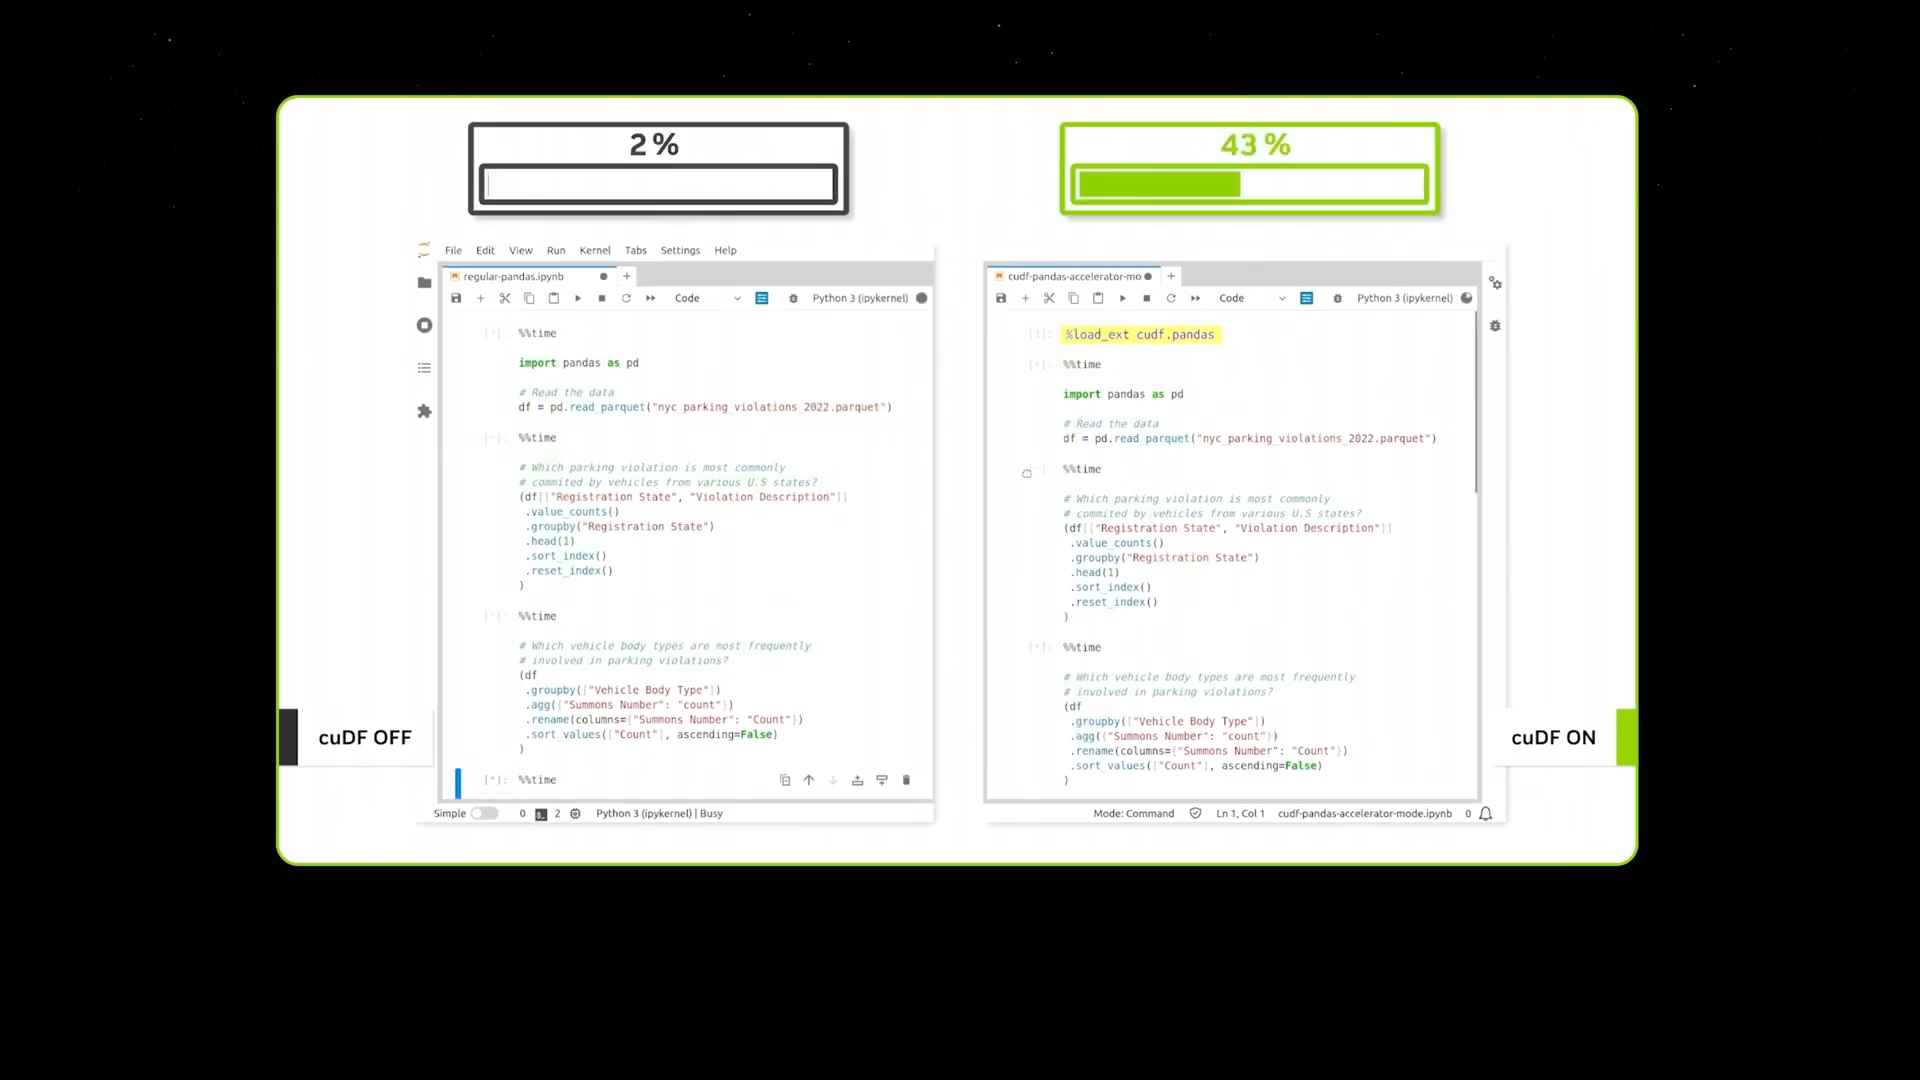 2 %
File Edit View Run Kernel Tabs Settings Help
regular-pandas.ipynb
Code Python 3 (ipykernel)
[*]: %%time
import pandas as pd
# Read the data
df = pd.read_parquet("nyc_parking_violations_2022.parquet")
[*]: %%time
# Which parking violation is most commonly
# commited by vehicles from various U.S states?
(df[["Registration State", "Violation Description"]]
.value_counts()
.groupby("Registration State")
.head(1)
.sort_index()
.reset_index()
)
[*]: %%time
# Which vehicle body types are most frequently
# involved in parking violations?
(df
.groupby(["Vehicle Body Type"])
.agg({"Summons Number": "count"})
.rename(columns={"Summons Number": "Count"})
.sort_values(["Count"], ascending=False)
)
[*]: %%time
Simple 0 2 Python 3 (ipykernel) | Busy
cuDF OFF
43 %
cudf-pandas-accelerator-mo
Code Python 3 (ipykernel)
[1]: %load_ext cudf.pandas
[*]: %%time
import pandas as pd
# Read the data
df = pd.read_parquet("nyc_parking_violations_2022.parquet")
[*]: %%time
# Which parking violation is most commonly
# commited by vehicles from various U.S states?
(df[["Registration State", "Violation Description"]]
.value_counts()
.groupby("Registration State")
.head(1)
.sort_index()
.reset_index()
)
[*]: %%time
# Which vehicle body types are most frequently
# involved in parking violations?
(df
.groupby(["Vehicle Body Type"])
.agg({"Summons Number": "count"})
.rename(columns={"Summons Number": "Count"})
.sort_values(["Count"], ascending=False)
)
Mode: Command Ln 1, Col 1 cudf-pandas-accelerator-mode.ipynb 0
cuDF ON